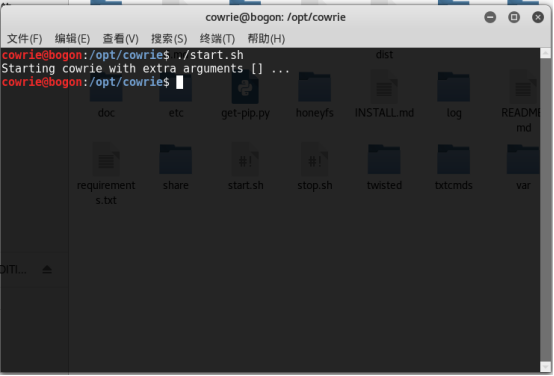 cowrie@bogon: /opt/cowrie
文件(F) 编辑(E) 查看(V) 搜索(S) 终端(T) 帮助(H)
cowrie@bogon:/opt/cowrie$ ./start.sh
Starting cowrie with extra arguments [] ...
cowrie@bogon:/opt/cowrie$
dist
doc etc get-pip.py honeyfs INSTALL.md log README.
md
requirement share start.sh stop.sh twisted txtcmds var
s.txt